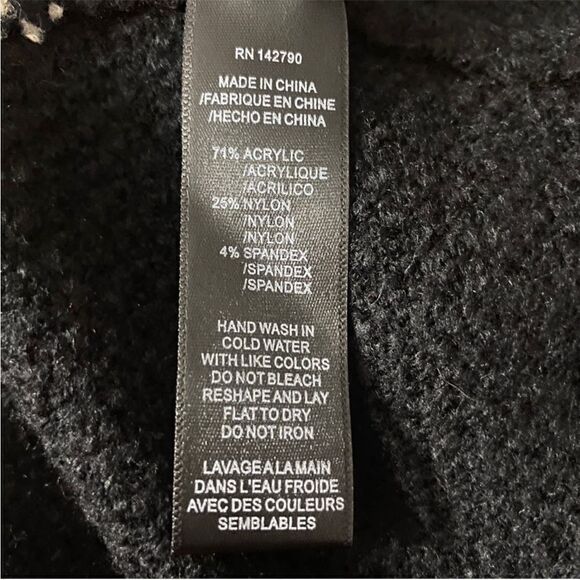 RN 142790
MADE IN CHINA
/FABRIQUE EN CHINE
/HECHO EN CHINA
71% ACRYLIC
/ACRYLIQUE
/ACRILICO
25% NYLON
/NYLON
/NYLON
4% SPANDEX
/SPANDEX
/SPANDEX
HAND WASH IN
COLD WATER
WITH LIKE COLORS
DO NOT BLEACH
RESHAPE AND LAY
FLAT TO DRY
DO NOT IRON
LAVAGE A LA MAIN
DANS L'EAU FROIDE
AVEC DES COULEURS
SEMBLABLES